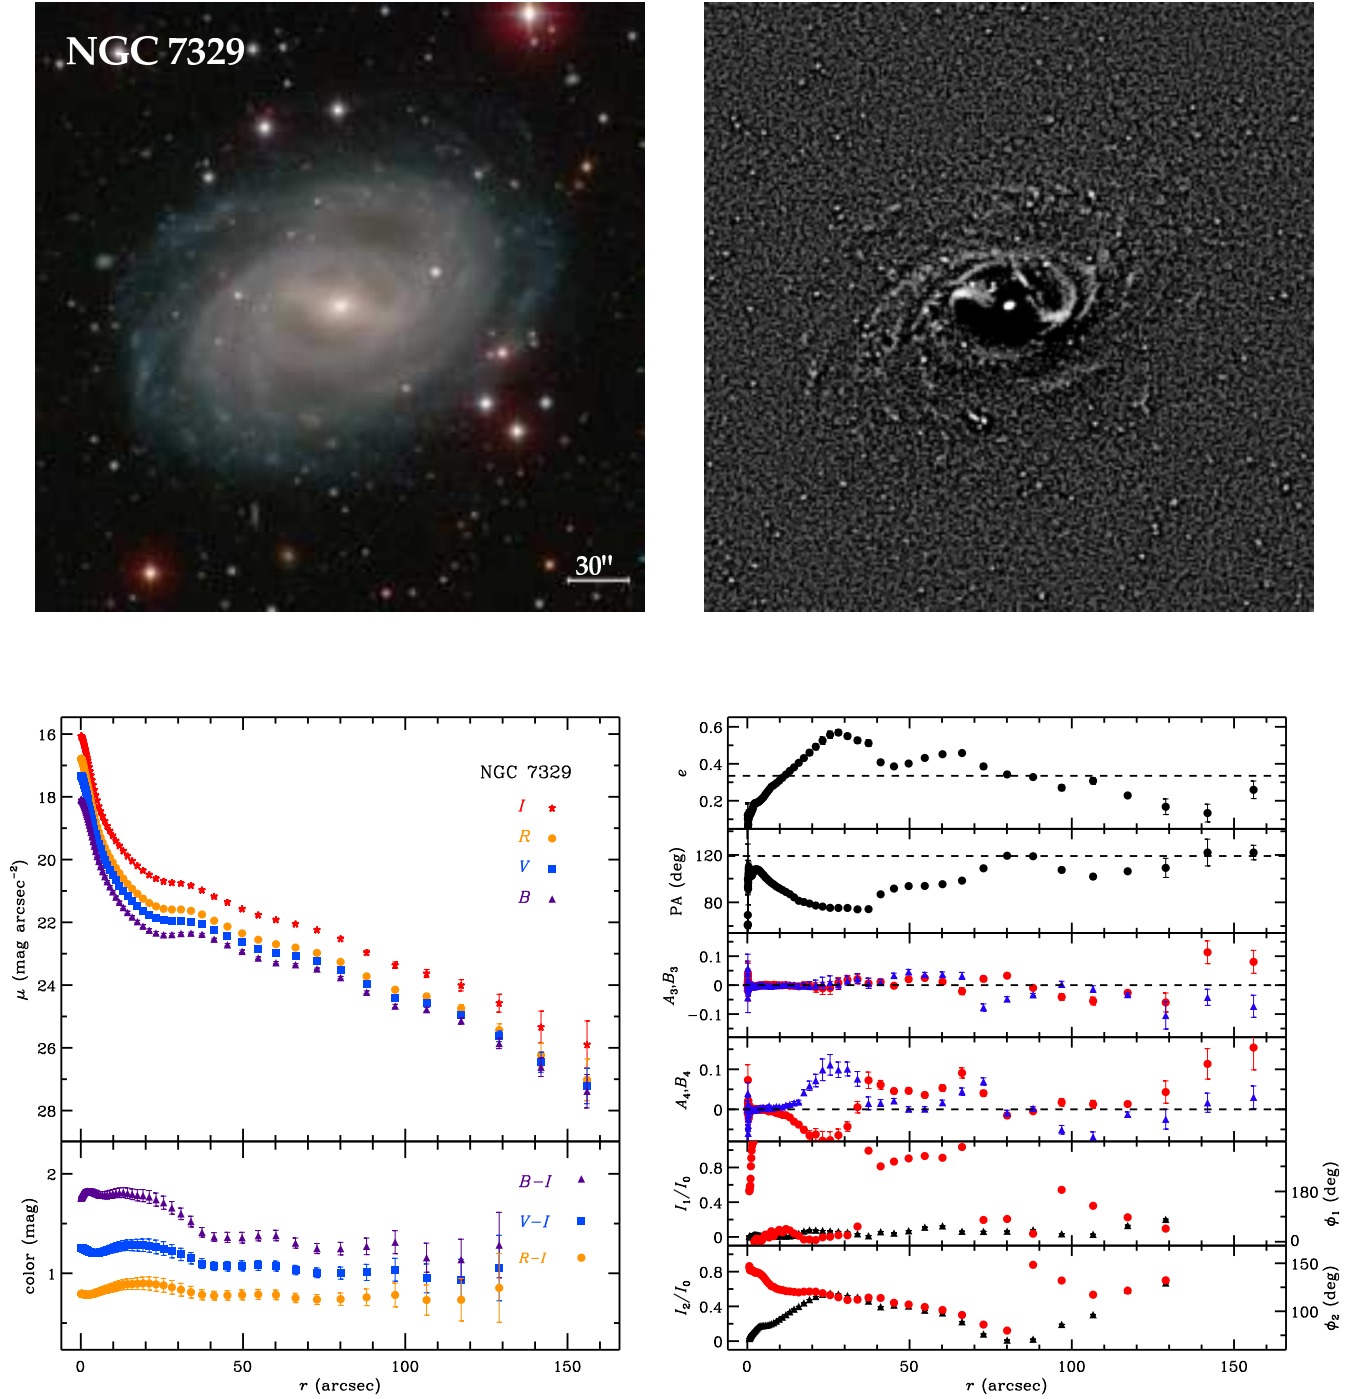 NGC 7329
30"
NGC 7329
I
R
V
B
16
18
20
22
24
26
28
μ (mag arcsec⁻²)
B−I
V−I
R−I
2
1
color (mag)
0
50
100
150
r (arcsec)
0.6
0.4
0.2
e
120
80
PA (deg)
0.1
0
−0.1
A₃,B₃
0.1
0
A₄,B₄
0.8
0.4
0
I₁/I₀
180
0
φ₁ (deg)
0.8
0.4
0
I₂/I₀
150
100
φ₂ (deg)
0
50
100
150
r (arcsec)